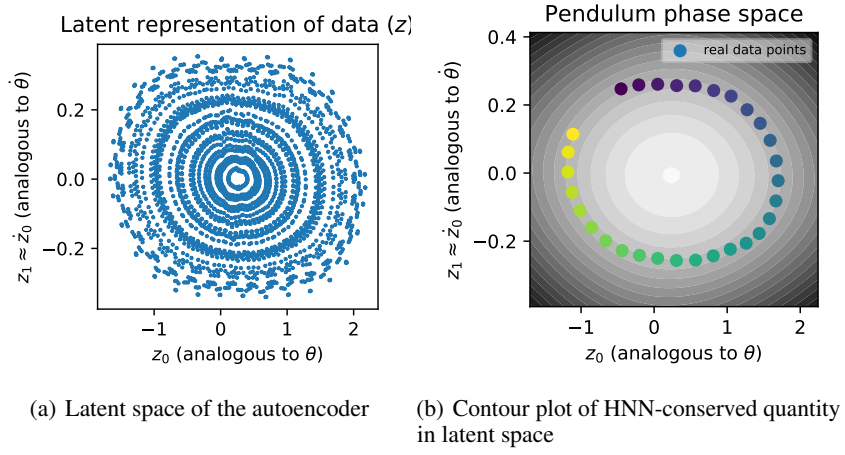 Latent representation of data (z)
0.2
0.0
−0.2
z₁ ≈ ż₀ (analogous to θ̇)
−1
0
1
2
z₀ (analogous to θ)
(a) Latent space of the autoencoder
Pendulum phase space
real data points
0.4
0.2
0.0
−0.2
z₁ ≈ ż₀ (analogous to θ̇)
−1
0
1
2
z₀ (analogous to θ)
(b) Contour plot of HNN-conserved quantity
in latent space